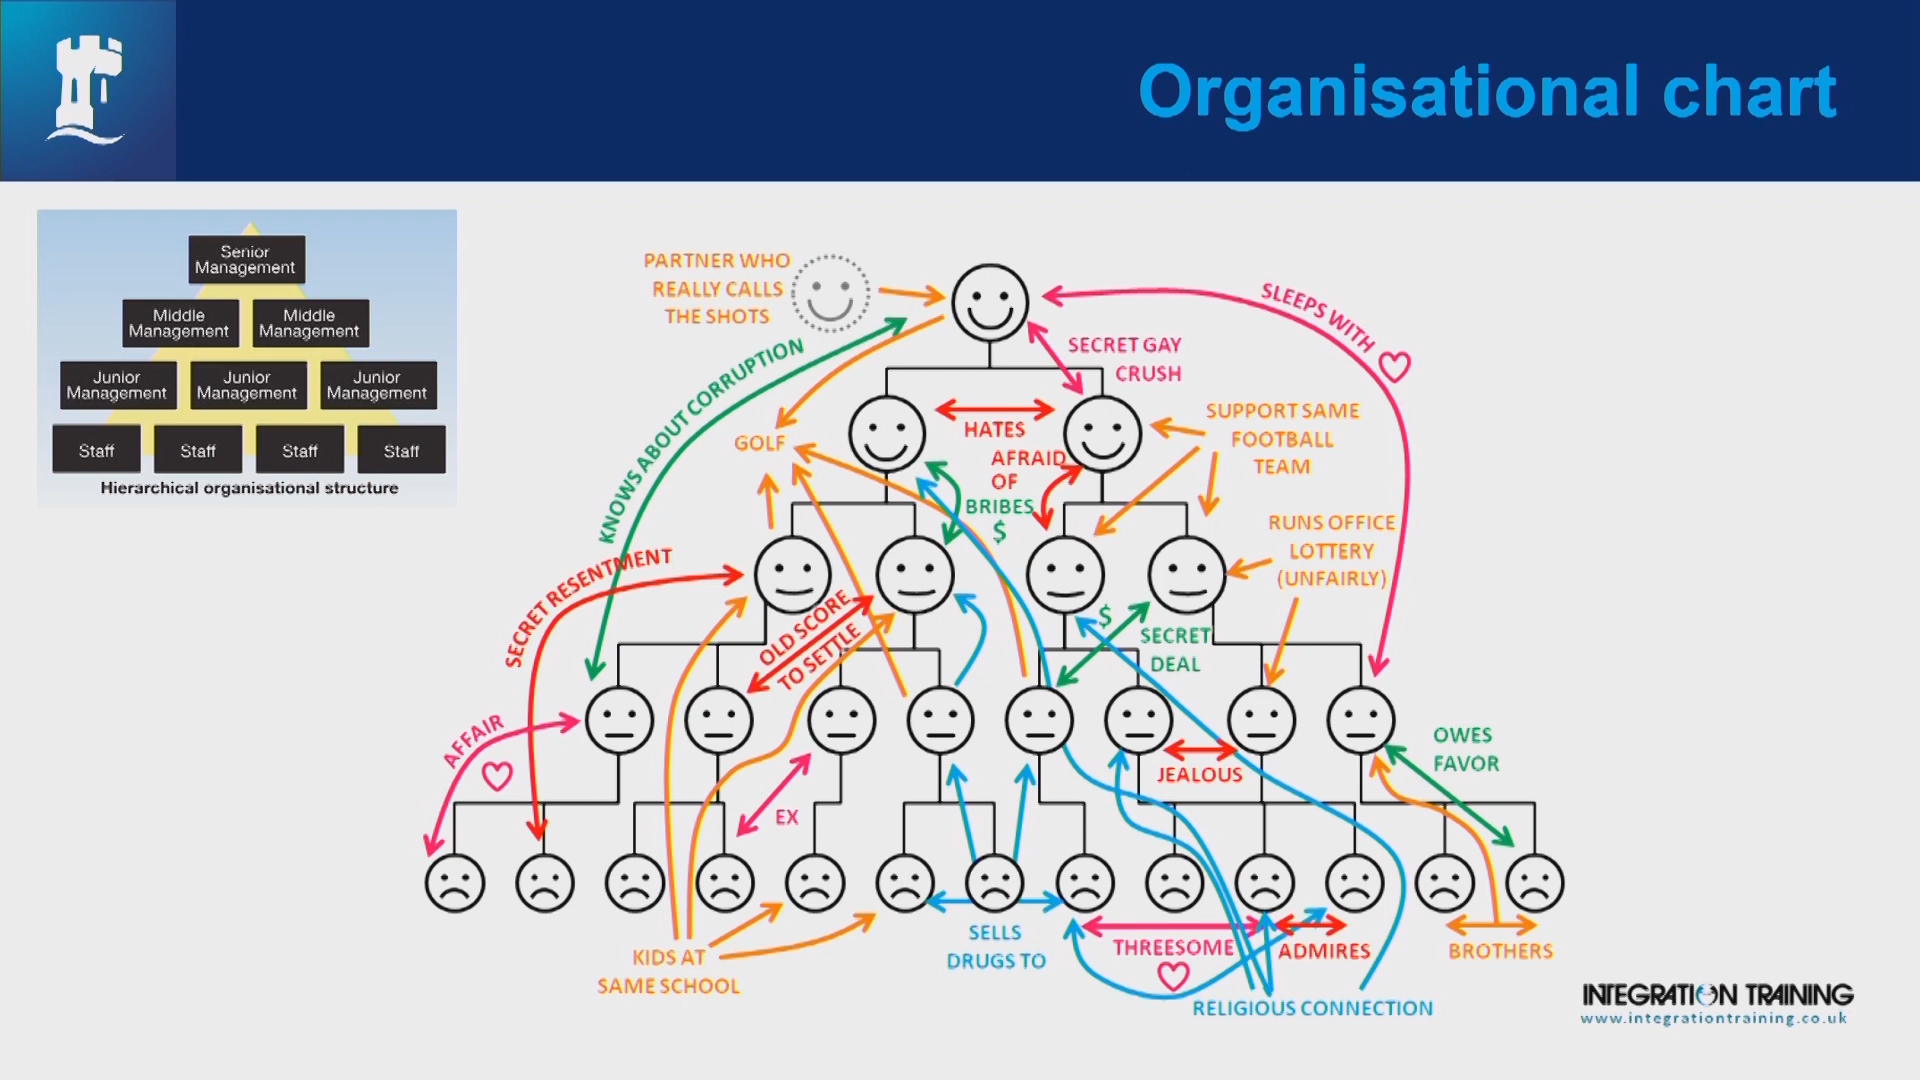 Organisational chart
Senior
Management
Middle
Management
Middle
Management
Junior
Management
Junior
Management
Junior
Management
Staff
Staff
Staff
Staff
Hierarchical organisational structure
PARTNER WHO
REALLY CALLS
THE SHOTS
SLEEPS WITH
SECRET GAY
CRUSH
KNOWS ABOUT CORRUPTION
GOLF
HATES
SUPPORT SAME
FOOTBALL
TEAM
AFRAID
OF
BRIBES
$
RUNS OFFICE
LOTTERY
(UNFAIRLY)
SECRET RESENTMENT
OLD SCORE
TO SETTLE
$
SECRET
DEAL
AFFAIR
OWES
FAVOR
JEALOUS
EX
KIDS AT
SAME SCHOOL
SELLS
DRUGS TO
THREESOME
ADMIRES
BROTHERS
RELIGIOUS CONNECTION
INTEGRATION TRAINING
www.integrationtraining.co.uk